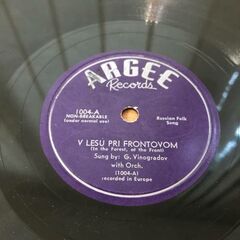 ARGEE
Records
1004-A
NON-BREAKABLE
(under normal use)
Russian Folk
Song
V LESU PRI FRONTOVOM
(In the Forest, at the Front)
Sung by: G. Vinogradov
with Orch.
(1004-A)
recorded in Europe